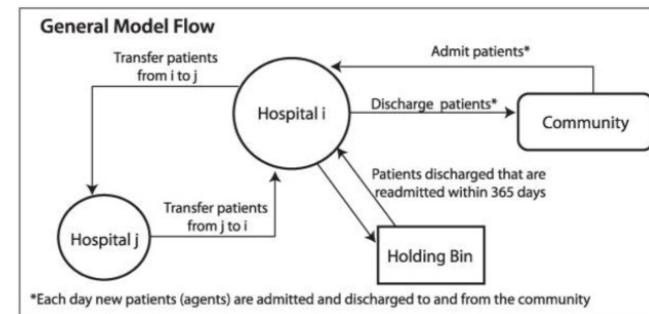 General Model Flow
Transfer patients
from i to j
Admit patients*
Hospital i
Discharge patients*
Community
Patients discharged that are
readmitted within 365 days
Transfer patients
from j to i
Hospital j
Holding Bin
*Each day new patients (agents) are admitted and discharged to and from the community